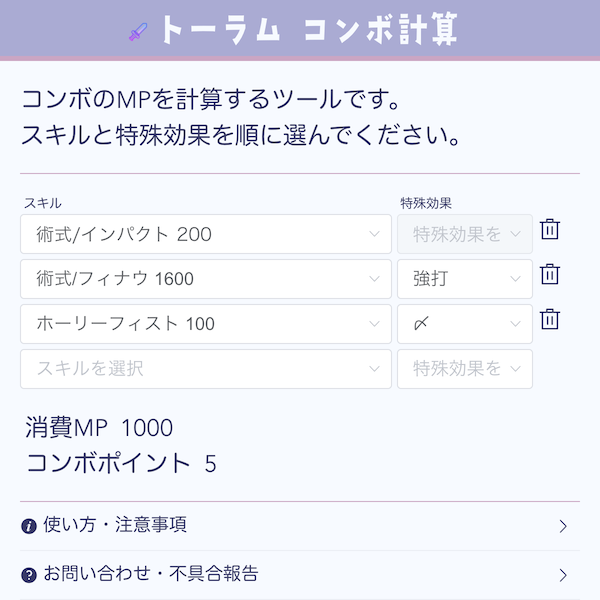 トーラム コンボ計算
コンボのMPを計算するツールです。
スキルと特殊効果を順に選んでください。
スキル 特殊効果
術式/インパクト 200 特殊効果を
術式/フィナウ 1600 強打
ホーリーフィスト 100 〆
スキルを選択 特殊効果を
消費MP 1000
コンボポイント 5
使い方・注意事項
お問い合わせ・不具合報告